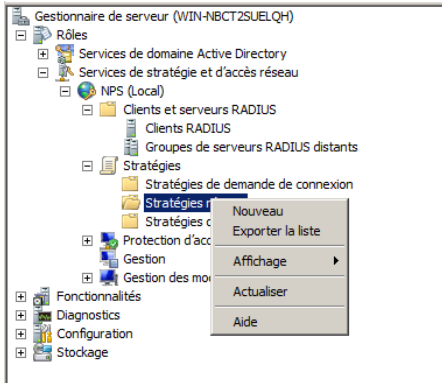 Gestionnaire de serveur (WIN-NBCT2SUELQH)
Rôles
Services de domaine Active Directory
Services de stratégie et d'accès réseau
NPS (Local)
Clients et serveurs RADIUS
Clients RADIUS
Groupes de serveurs RADIUS distants
Stratégies
Stratégies de demande de connexion
Stratégies
Stratégies
Protection d'acc
Gestion
Gestion des mo
Fonctionnalités
Diagnostics
Configuration
Stockage
Nouveau
Exporter la liste
Affichage
Actualiser
Aide